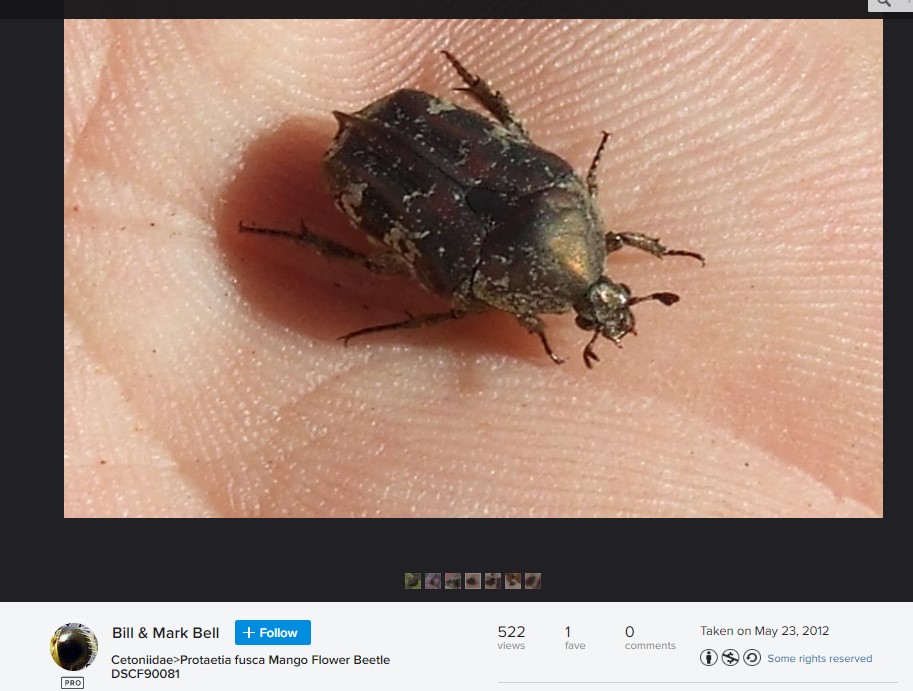 Bill & Mark Bell
+ Follow
Cetoniidae>Protaetia fusca Mango Flower Beetle
DSCF90081
PRO
522
views
1
fave
0
comments
Taken on May 23, 2012
Some rights reserved